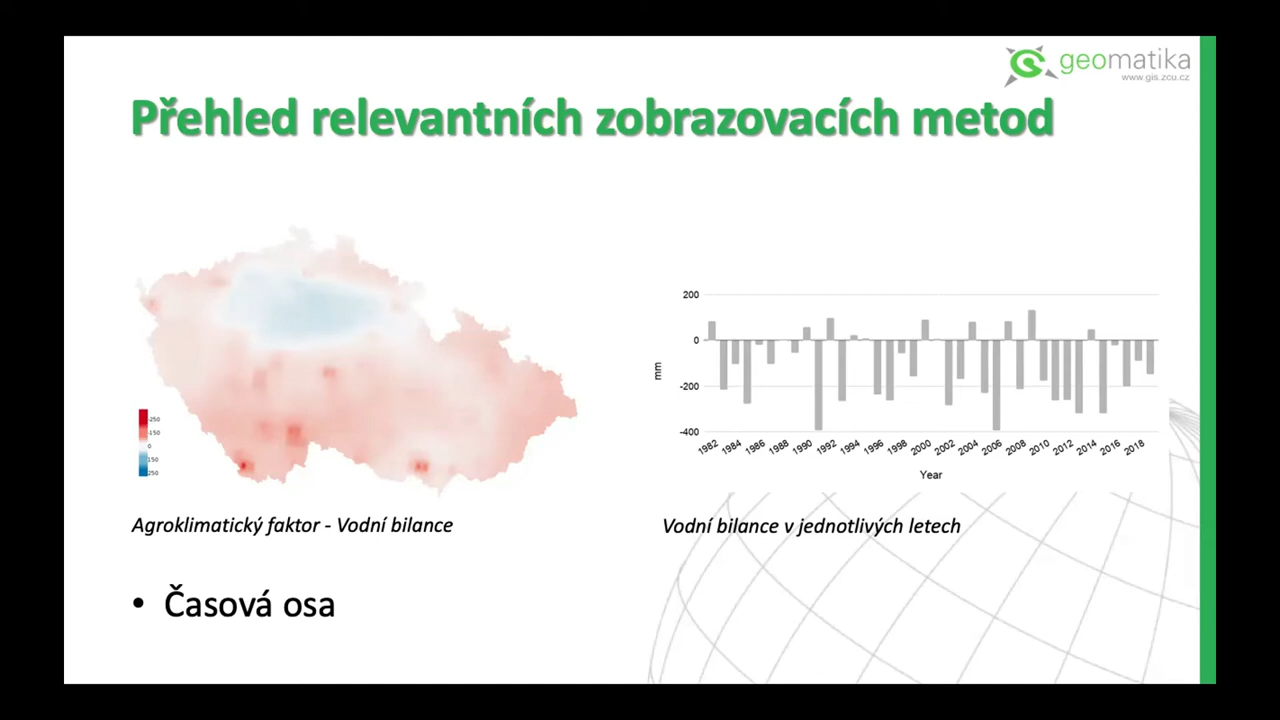 geomatika
www.gis.zcu.cz
Přehled relevantních zobrazovacích metod
-250
-150
0
150
250
200
0
-200
-400
mm
1982 1984 1986 1988 1990 1992 1994 1996 1998 2000 2002 2004 2006 2008 2010 2012 2014 2016 2018
Year
Agroklimatický faktor - Vodní bilance
Vodní bilance v jednotlivých letech
• Časová osa